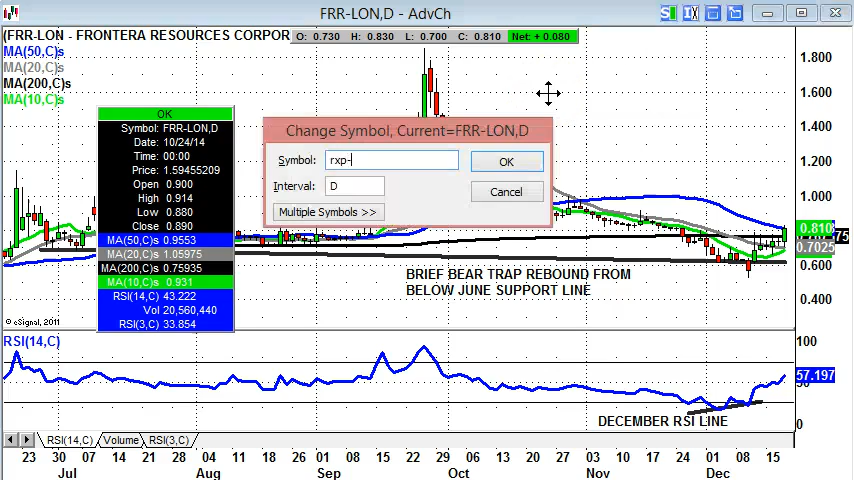 FRR-LON,D - AdvCh
(FRR-LON - FRONTERA RESOURCES CORPOR
O: 0.730 H: 0.830 L: 0.700 C: 0.810 Net: + 0.080
MA(50,C)s
MA(20,C)s
MA(200,C)s
MA(10,C)s
OK
Symbol: FRR-LON,D
Date: 10/24/14
Time: 00:00
Price: 1.59455209
Open 0.900
High 0.914
Low 0.880
Close 0.890
MA(50,C)s 0.9553
MA(20,C)s 1.05975
MA(200,C)s 0.75935
MA(10,C)s 0.931
RSI(14,C) 43.222
Vol 20,560,440
RSI(3,C) 33.854
Change Symbol, Current=FRR-LON,D
Symbol: rxp-
OK
Interval: D
Cancel
Multiple Symbols >>
1.800
1.600
1.400
1.200
1.000
0.810
75
0.7025
0.600
0.400
BRIEF BEAR TRAP REBOUND FROM
BELOW JUNE SUPPORT LINE
© eSignal, 2011
RSI(14,C)
100
57.197
50
0
DECEMBER RSI LINE
RSI(14,C) Volume RSI(3,C)
23 30 07 14 21 28 04 11 18 25 01 08 15 22 29 06 13 20 27 03 10 17 24 01 08 15
Jul Aug Sep Oct Nov Dec